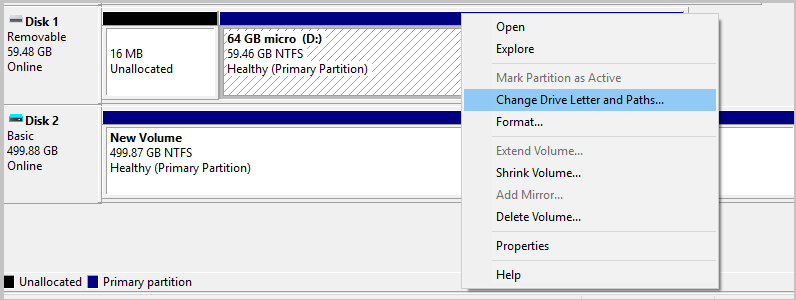 Disk 1
Removable
59.48 GB
Online
16 MB
Unallocated
64 GB micro (D:)
59.46 GB NTFS
Healthy (Primary Partition)
Disk 2
Basic
499.88 GB
Online
New Volume
499.87 GB NTFS
Healthy (Primary Partition)
Open
Explore
Mark Partition as Active
Change Drive Letter and Paths...
Format...
Extend Volume...
Shrink Volume...
Add Mirror...
Delete Volume...
Properties
Help
Unallocated Primary partition